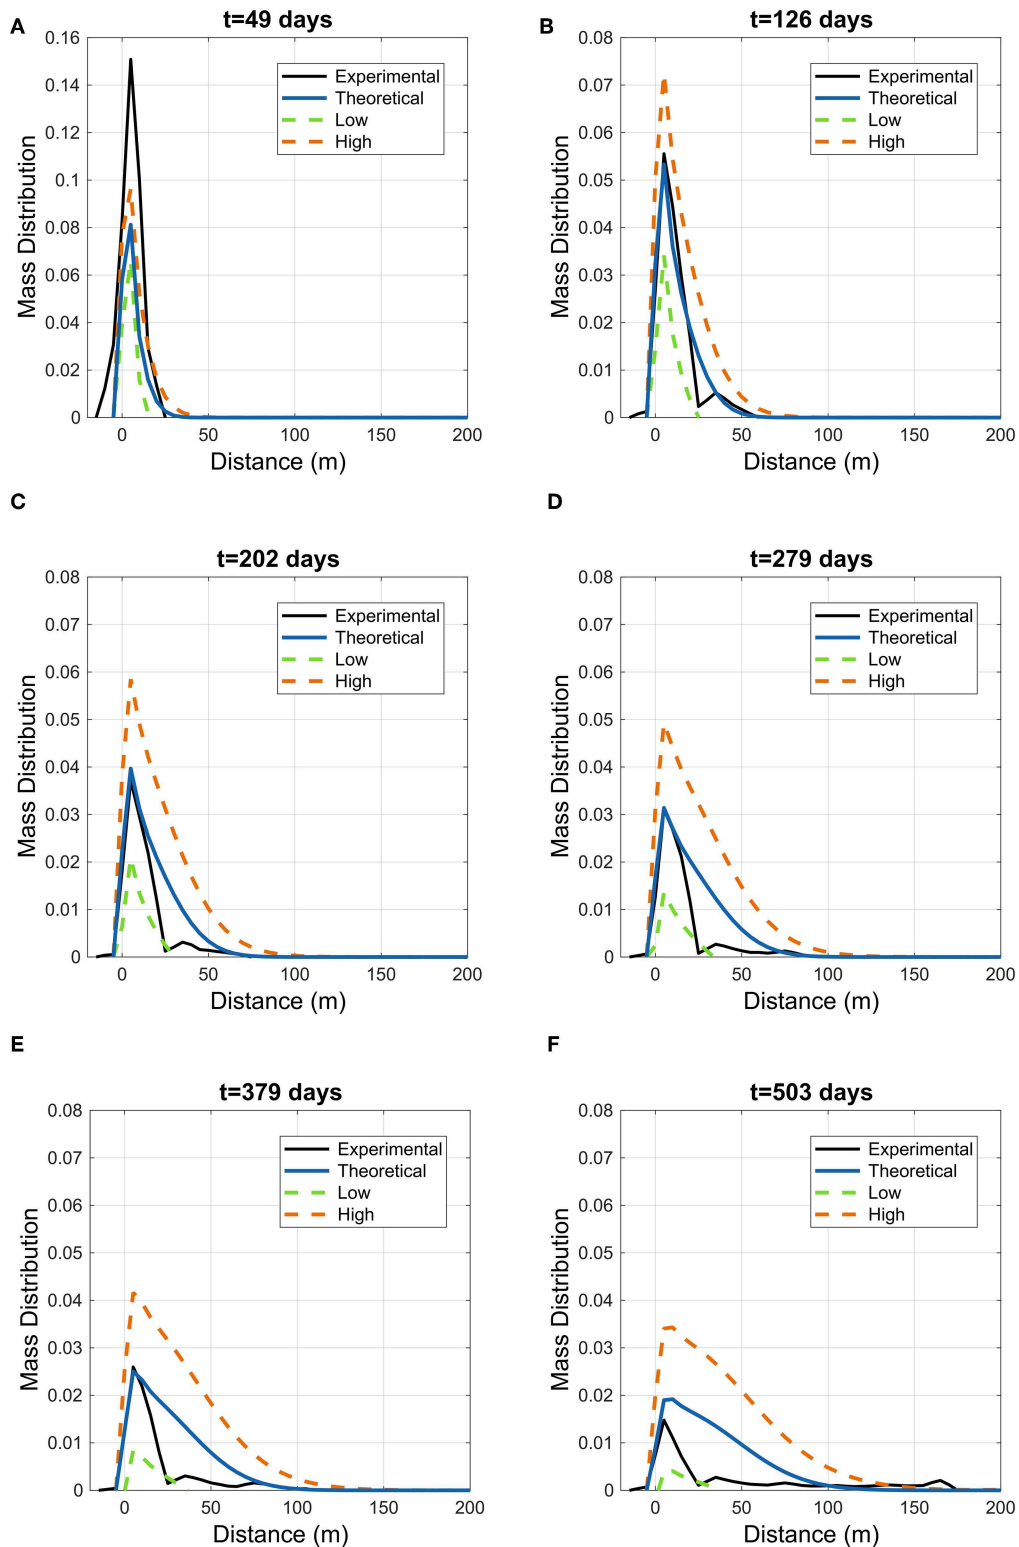 A
t=49 days
0.16
0.14
0.12
0.1
0.08
0.06
0.04
0.02
0
Mass Distribution
Experimental
Theoretical
Low
High
0 50 100 150 200
Distance (m)
B
t=126 days
0.08
0.07
0.06
0.05
0.04
0.03
0.02
0.01
0
Mass Distribution
Experimental
Theoretical
Low
High
0 50 100 150 200
Distance (m)
C
t=202 days
0.08
0.07
0.06
0.05
0.04
0.03
0.02
0.01
0
Mass Distribution
Experimental
Theoretical
Low
High
0 50 100 150 200
Distance (m)
D
t=279 days
0.08
0.07
0.06
0.05
0.04
0.03
0.02
0.01
0
Mass Distribution
Experimental
Theoretical
Low
High
0 50 100 150 200
Distance (m)
E
t=379 days
0.08
0.07
0.06
0.05
0.04
0.03
0.02
0.01
0
Mass Distribution
Experimental
Theoretical
Low
High
0 50 100 150 200
Distance (m)
F
t=503 days
0.08
0.07
0.06
0.05
0.04
0.03
0.02
0.01
0
Mass Distribution
Experimental
Theoretical
Low
High
0 50 100 150 200
Distance (m)